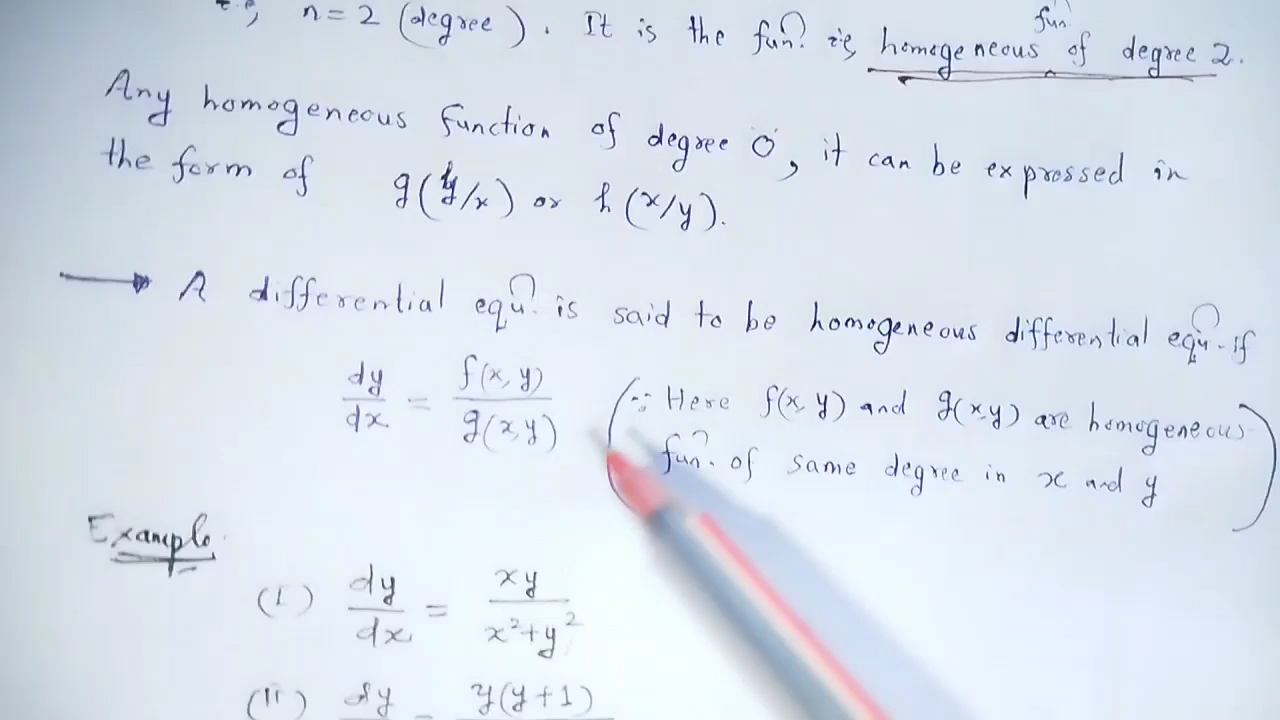 n = 2 (degree). It is the fun? ie, homogeneous fun? of degree 2.
Any homogeneous function of degree 0, it can be expressed in
the form of g(y/x) or h(x/y).
→ A differential equ? is said to be homogeneous differential equ? if
dy/dx = f(x, y)/g(x, y) (∵ Here f(x, y) and g(x, y) are homogeneous
fun? of same degree in x and y)
Example
(I) dy/dx = xy/x²+y²
(II) dy = y(y+1)